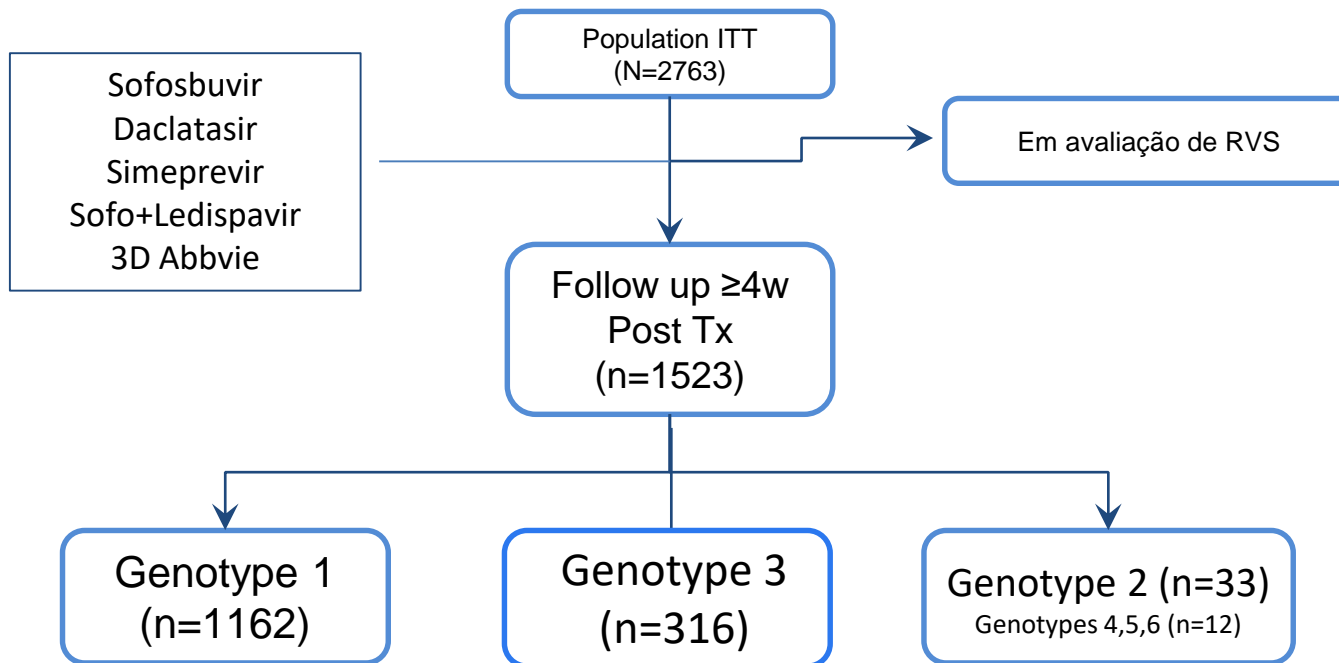 Population ITT
(N=2763)
Sofosbuvir
Daclatasir
Simeprevir
Sofo+Ledispavir
3D Abbvie
Em avaliação de RVS
Follow up ≥4w
Post Tx
(n=1523)
Genotype 1
(n=1162)
Genotype 3
(n=316)
Genotype 2 (n=33)
Genotypes 4,5,6 (n=12)